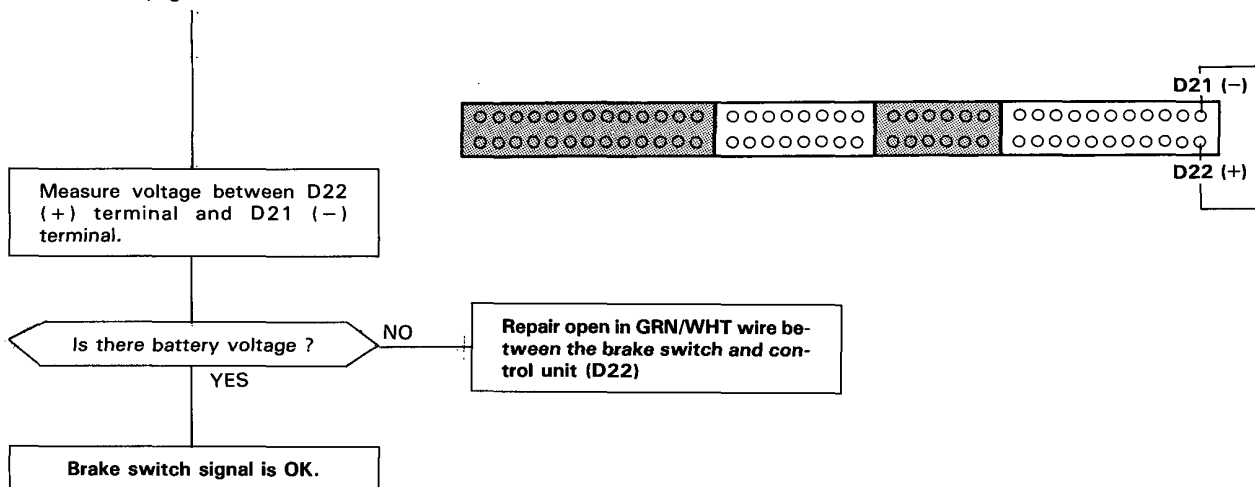 D21 (−)
D22 (+)
Measure voltage between D22
(+) terminal and D21 (−)
terminal.
Is there battery voltage ?
NO
Repair open in GRN/WHT wire be-
tween the brake switch and con-
trol unit (D22)
YES
Brake switch signal is OK.